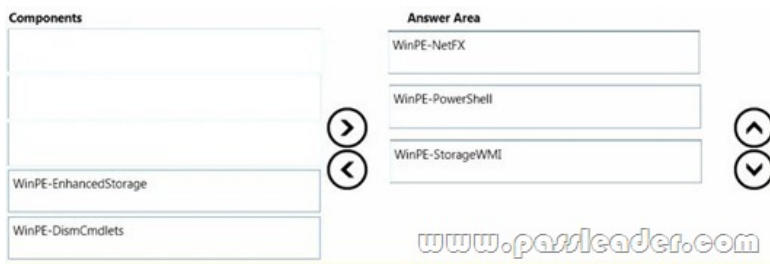 Components
Answer Area
WinPE-NetFX
WinPE-PowerShell
WinPE-StorageWMI
WinPE-EnhancedStorage
WinPE-DismCmdlets
www.passleader.com